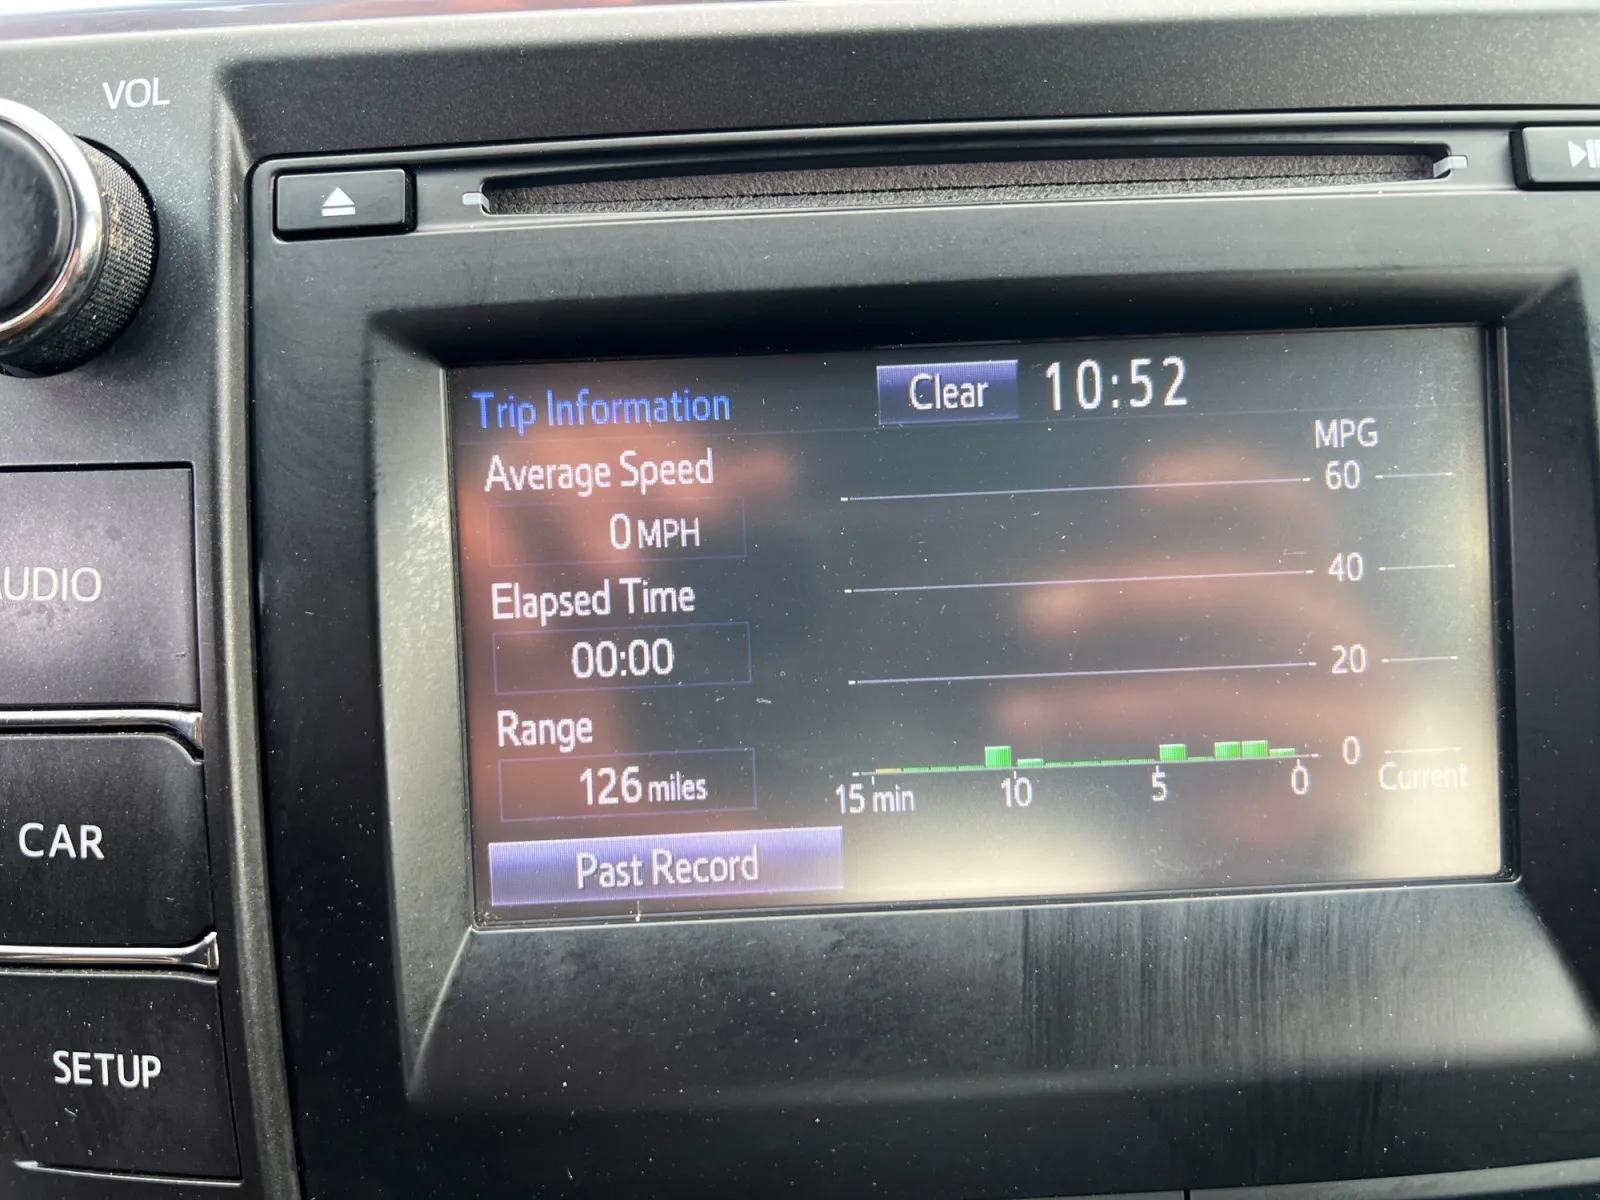 VOL
Trip Information
Clear
10:52
Average Speed
0 MPH
Elapsed Time
00:00
Range
126 miles
Past Record
MPG
60
40
20
0
15 min
10
5
0
Current
UDIO
CAR
SETUP